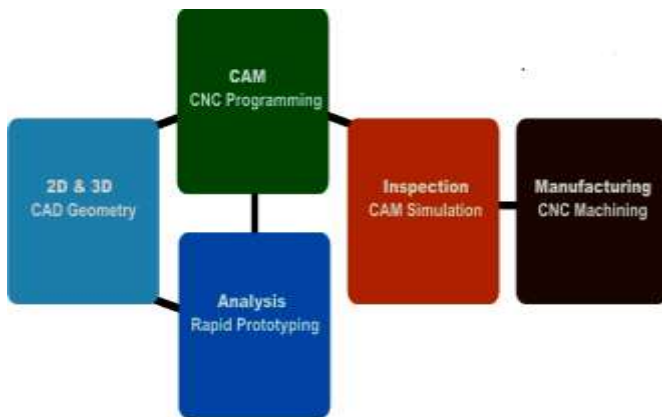 CAM
CNC Programming
2D & 3D
CAD Geometry
Inspection
CAM Simulation
Manufacturing
CNC Machining
Analysis
Rapid Prototyping